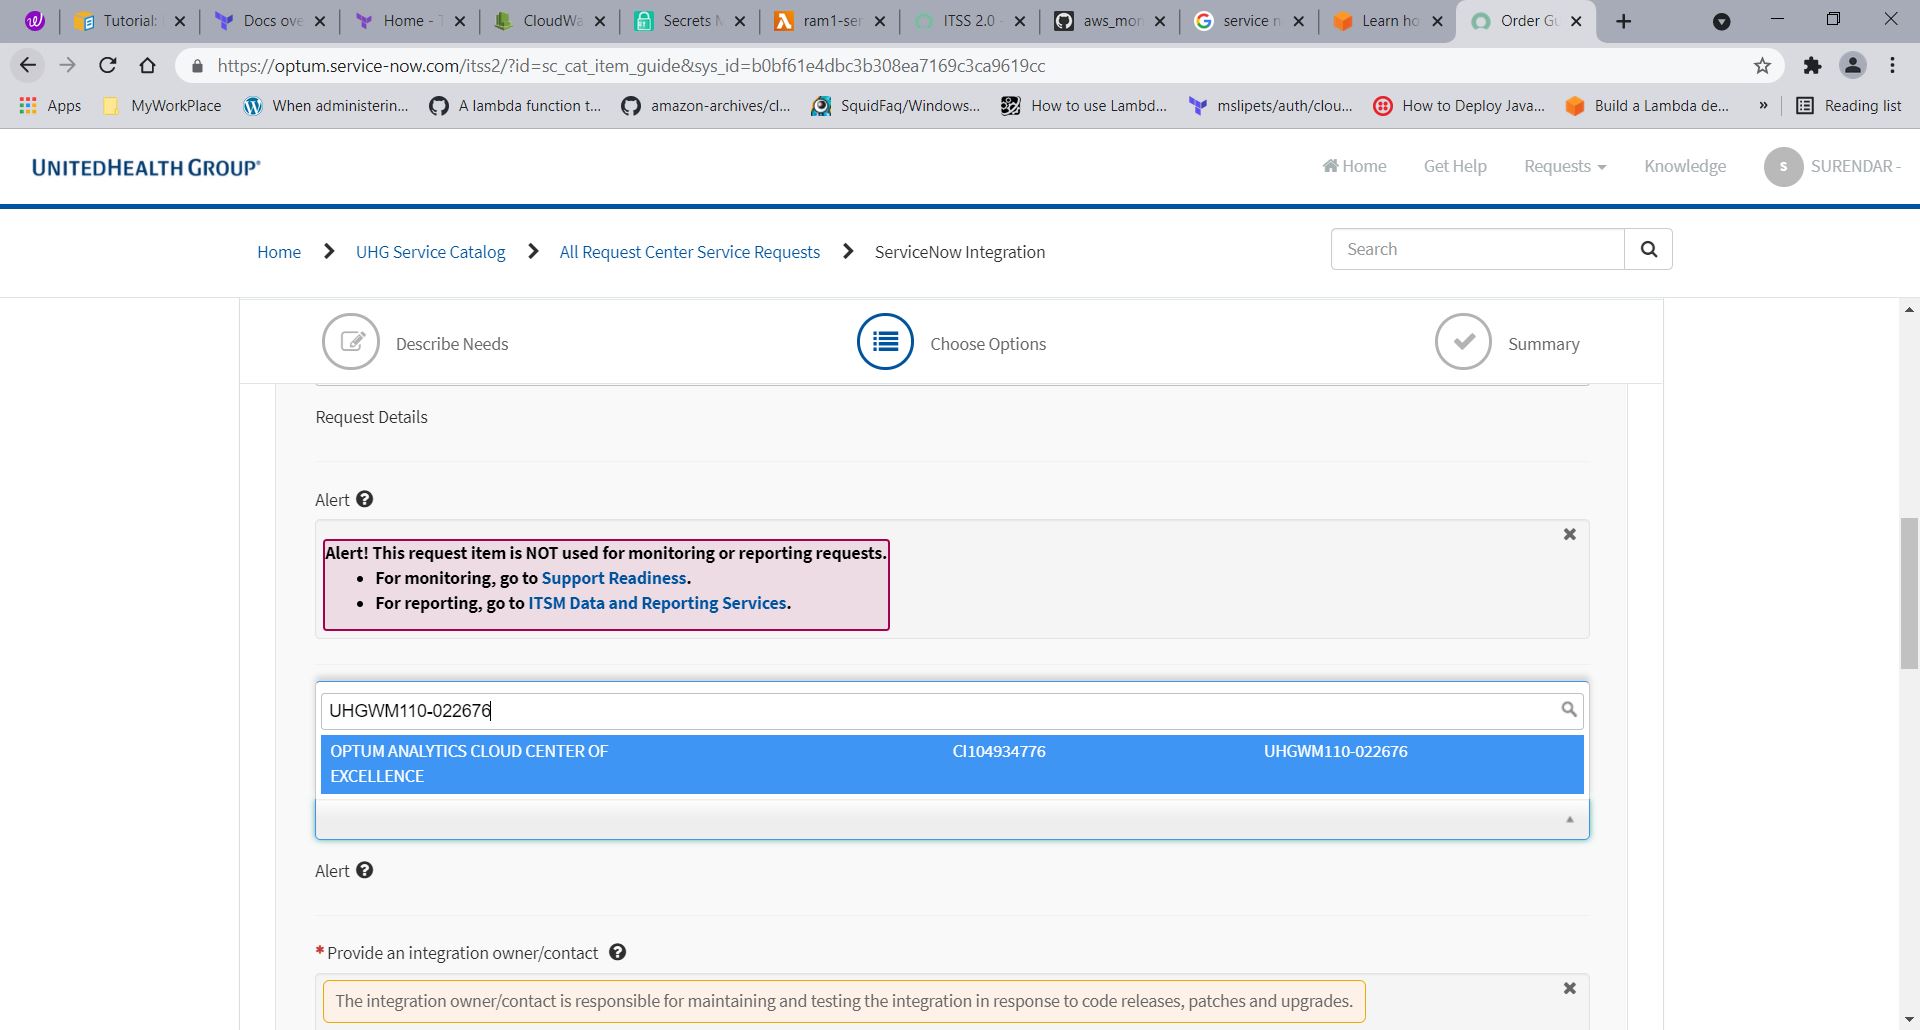 Tutorial:
Docs ove
Home - T
CloudWa
Secrets M
ram1-ser
ITSS 2.0 -
aws_mon
service n
Learn ho
Order Gu
https://optum.service-now.com/itss2/?id=sc_cat_item_guide&sys_id=b0bf61e4dbc3b308ea7169c3ca9619cc
Apps
MyWorkPlace
When administerin...
A lambda function t...
amazon-archives/cl...
SquidFaq/Windows...
How to use Lambd...
mslipets/auth/clou...
How to Deploy Java...
Build a Lambda de...
»
Reading list
UNITEDHEALTH GROUP®
Home
Get Help
Requests
Knowledge
S
SURENDAR -
Home
UHG Service Catalog
All Request Center Service Requests
ServiceNow Integration
Search
Describe Needs
Choose Options
Summary
Request Details
Alert ?
Alert! This request item is NOT used for monitoring or reporting requests.
• For monitoring, go to Support Readiness.
• For reporting, go to ITSM Data and Reporting Services.
UHGWM110-022676
OPTUM ANALYTICS CLOUD CENTER OF EXCELLENCE
CI104934776
UHGWM110-022676
Alert ?
* Provide an integration owner/contact ?
The integration owner/contact is responsible for maintaining and testing the integration in response to code releases, patches and upgrades.